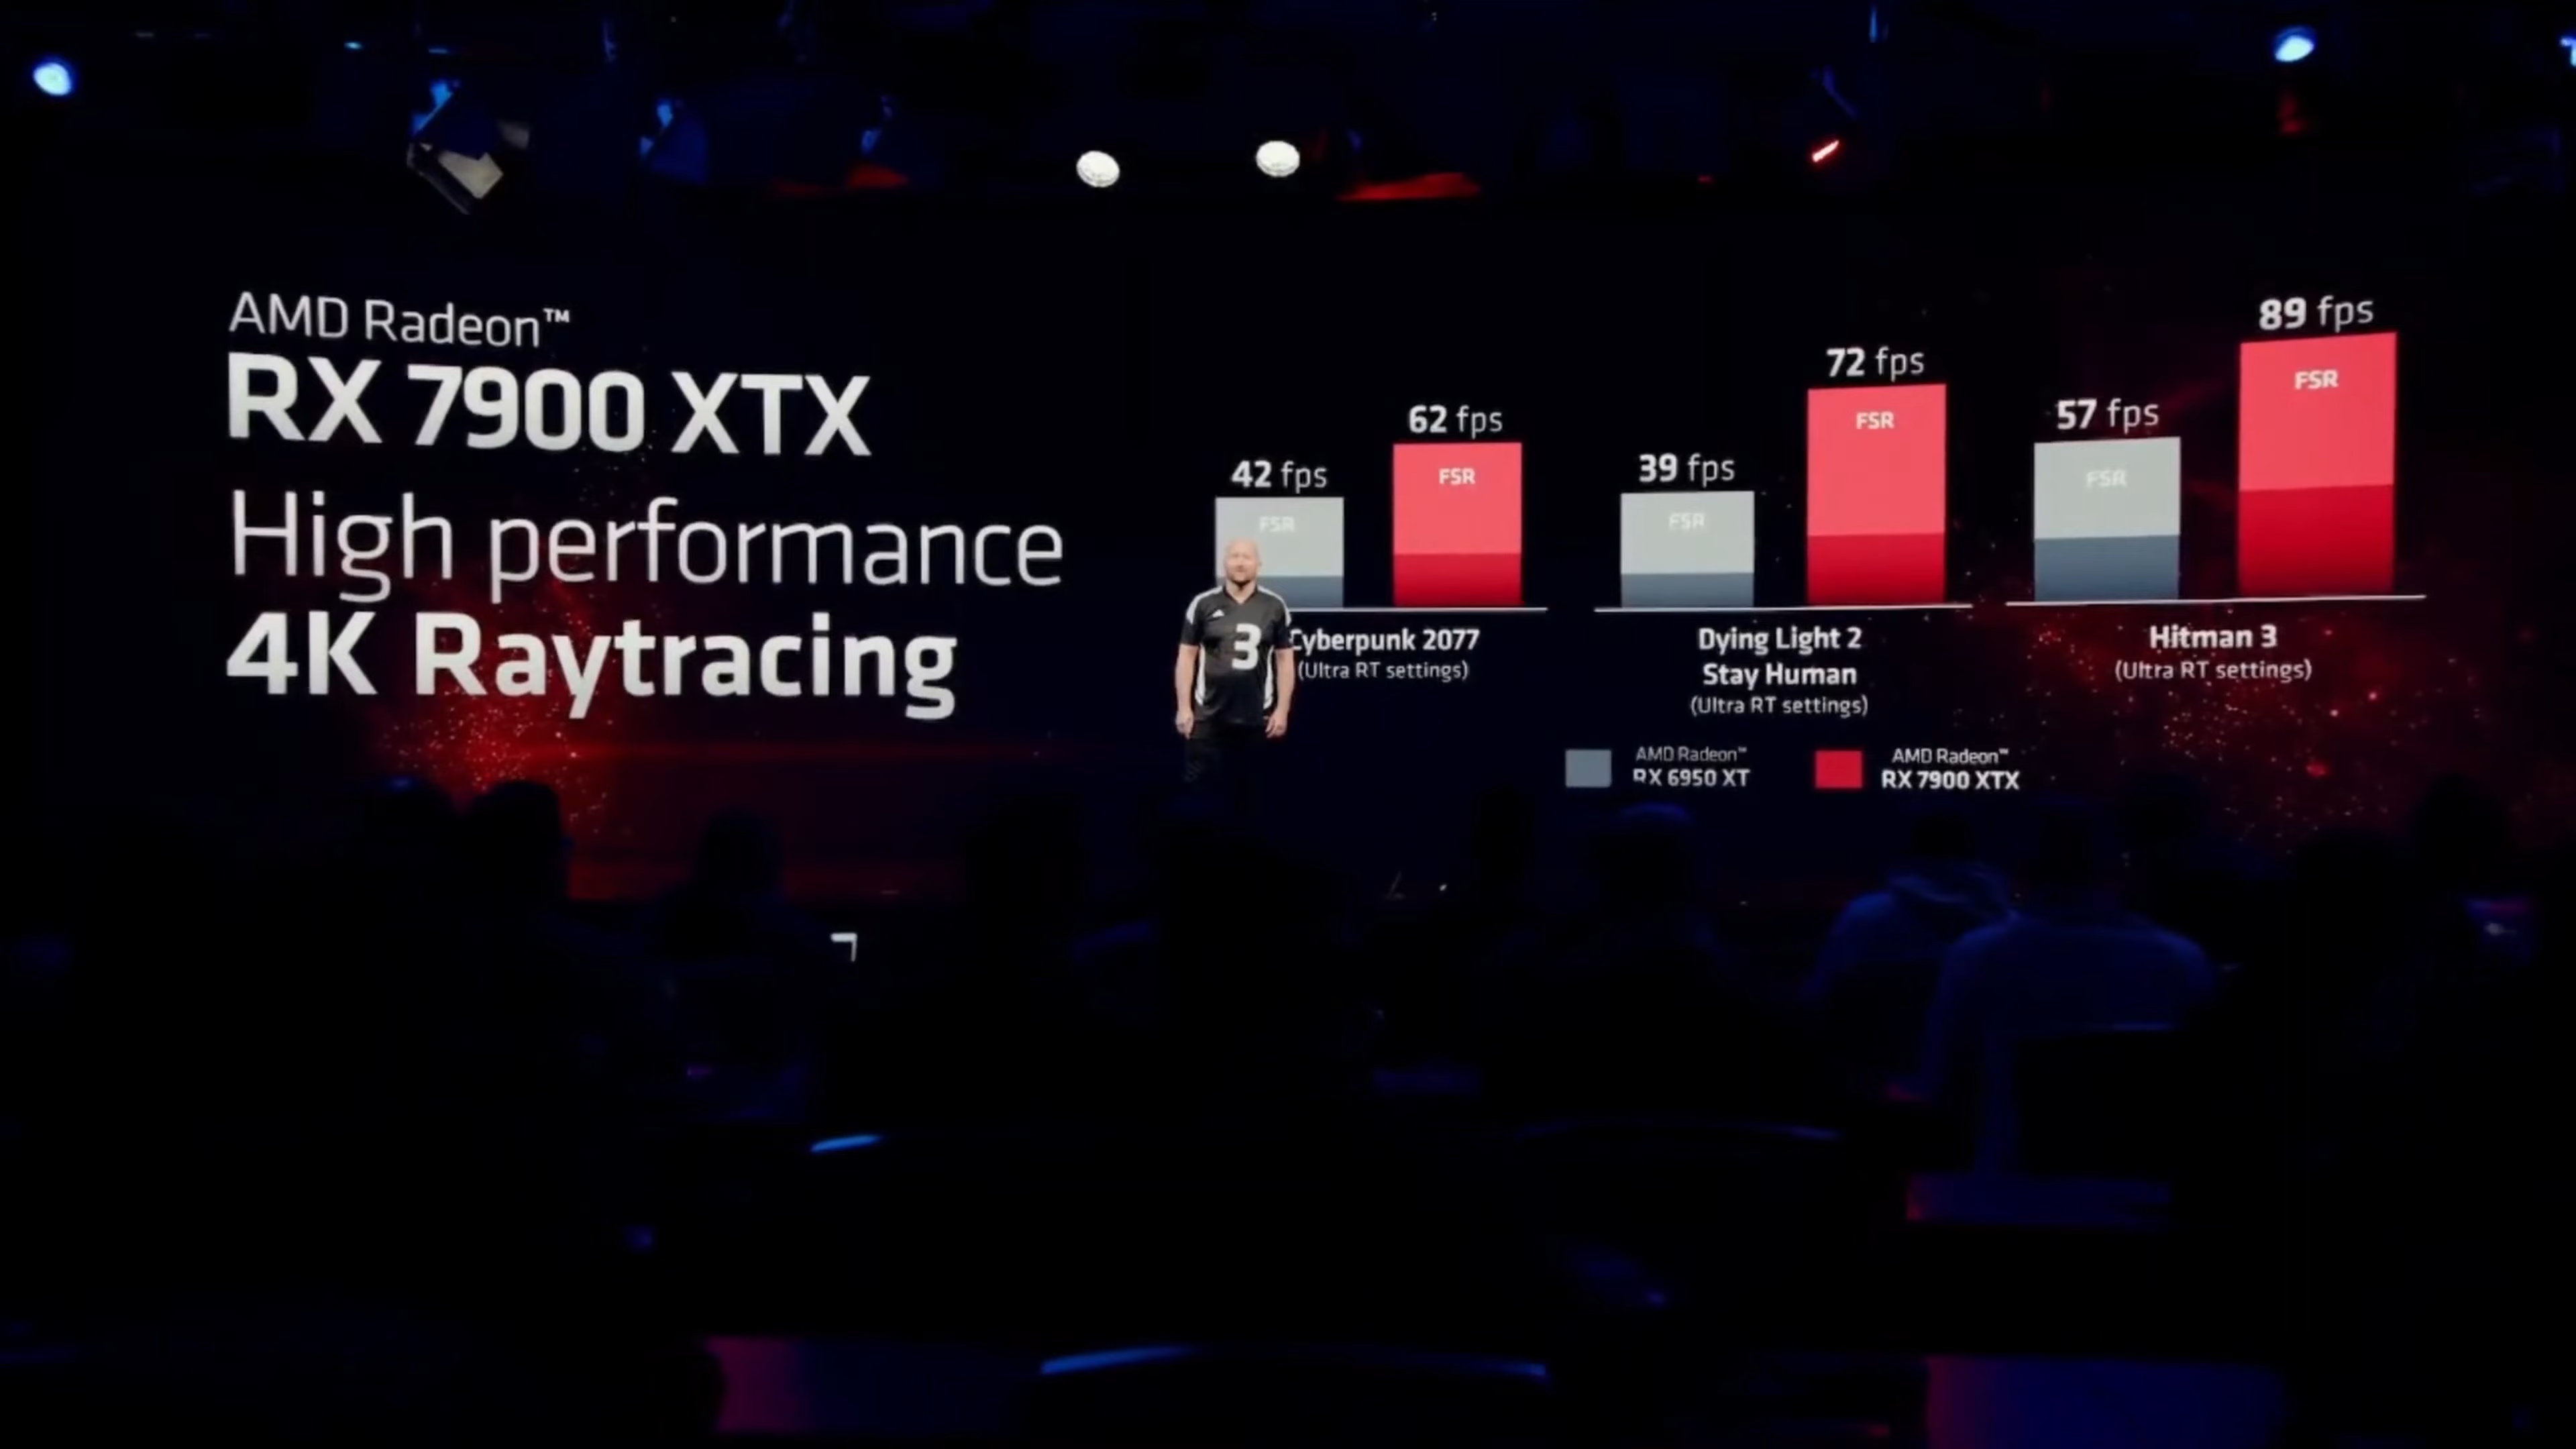 AMD Radeon™
RX 7900 XTX
High performance
4K Raytracing
42 fps
FSR
62 fps
FSR
39 fps
FSR
72 fps
FSR
57 fps
FSR
89 fps
FSR
3
Cyberpunk 2077
(Ultra RT settings)
Dying Light 2
Stay Human
(Ultra RT settings)
Hitman 3
(Ultra RT settings)
AMD Radeon™
RX 6950 XT
AMD Radeon™
RX 7900 XTX